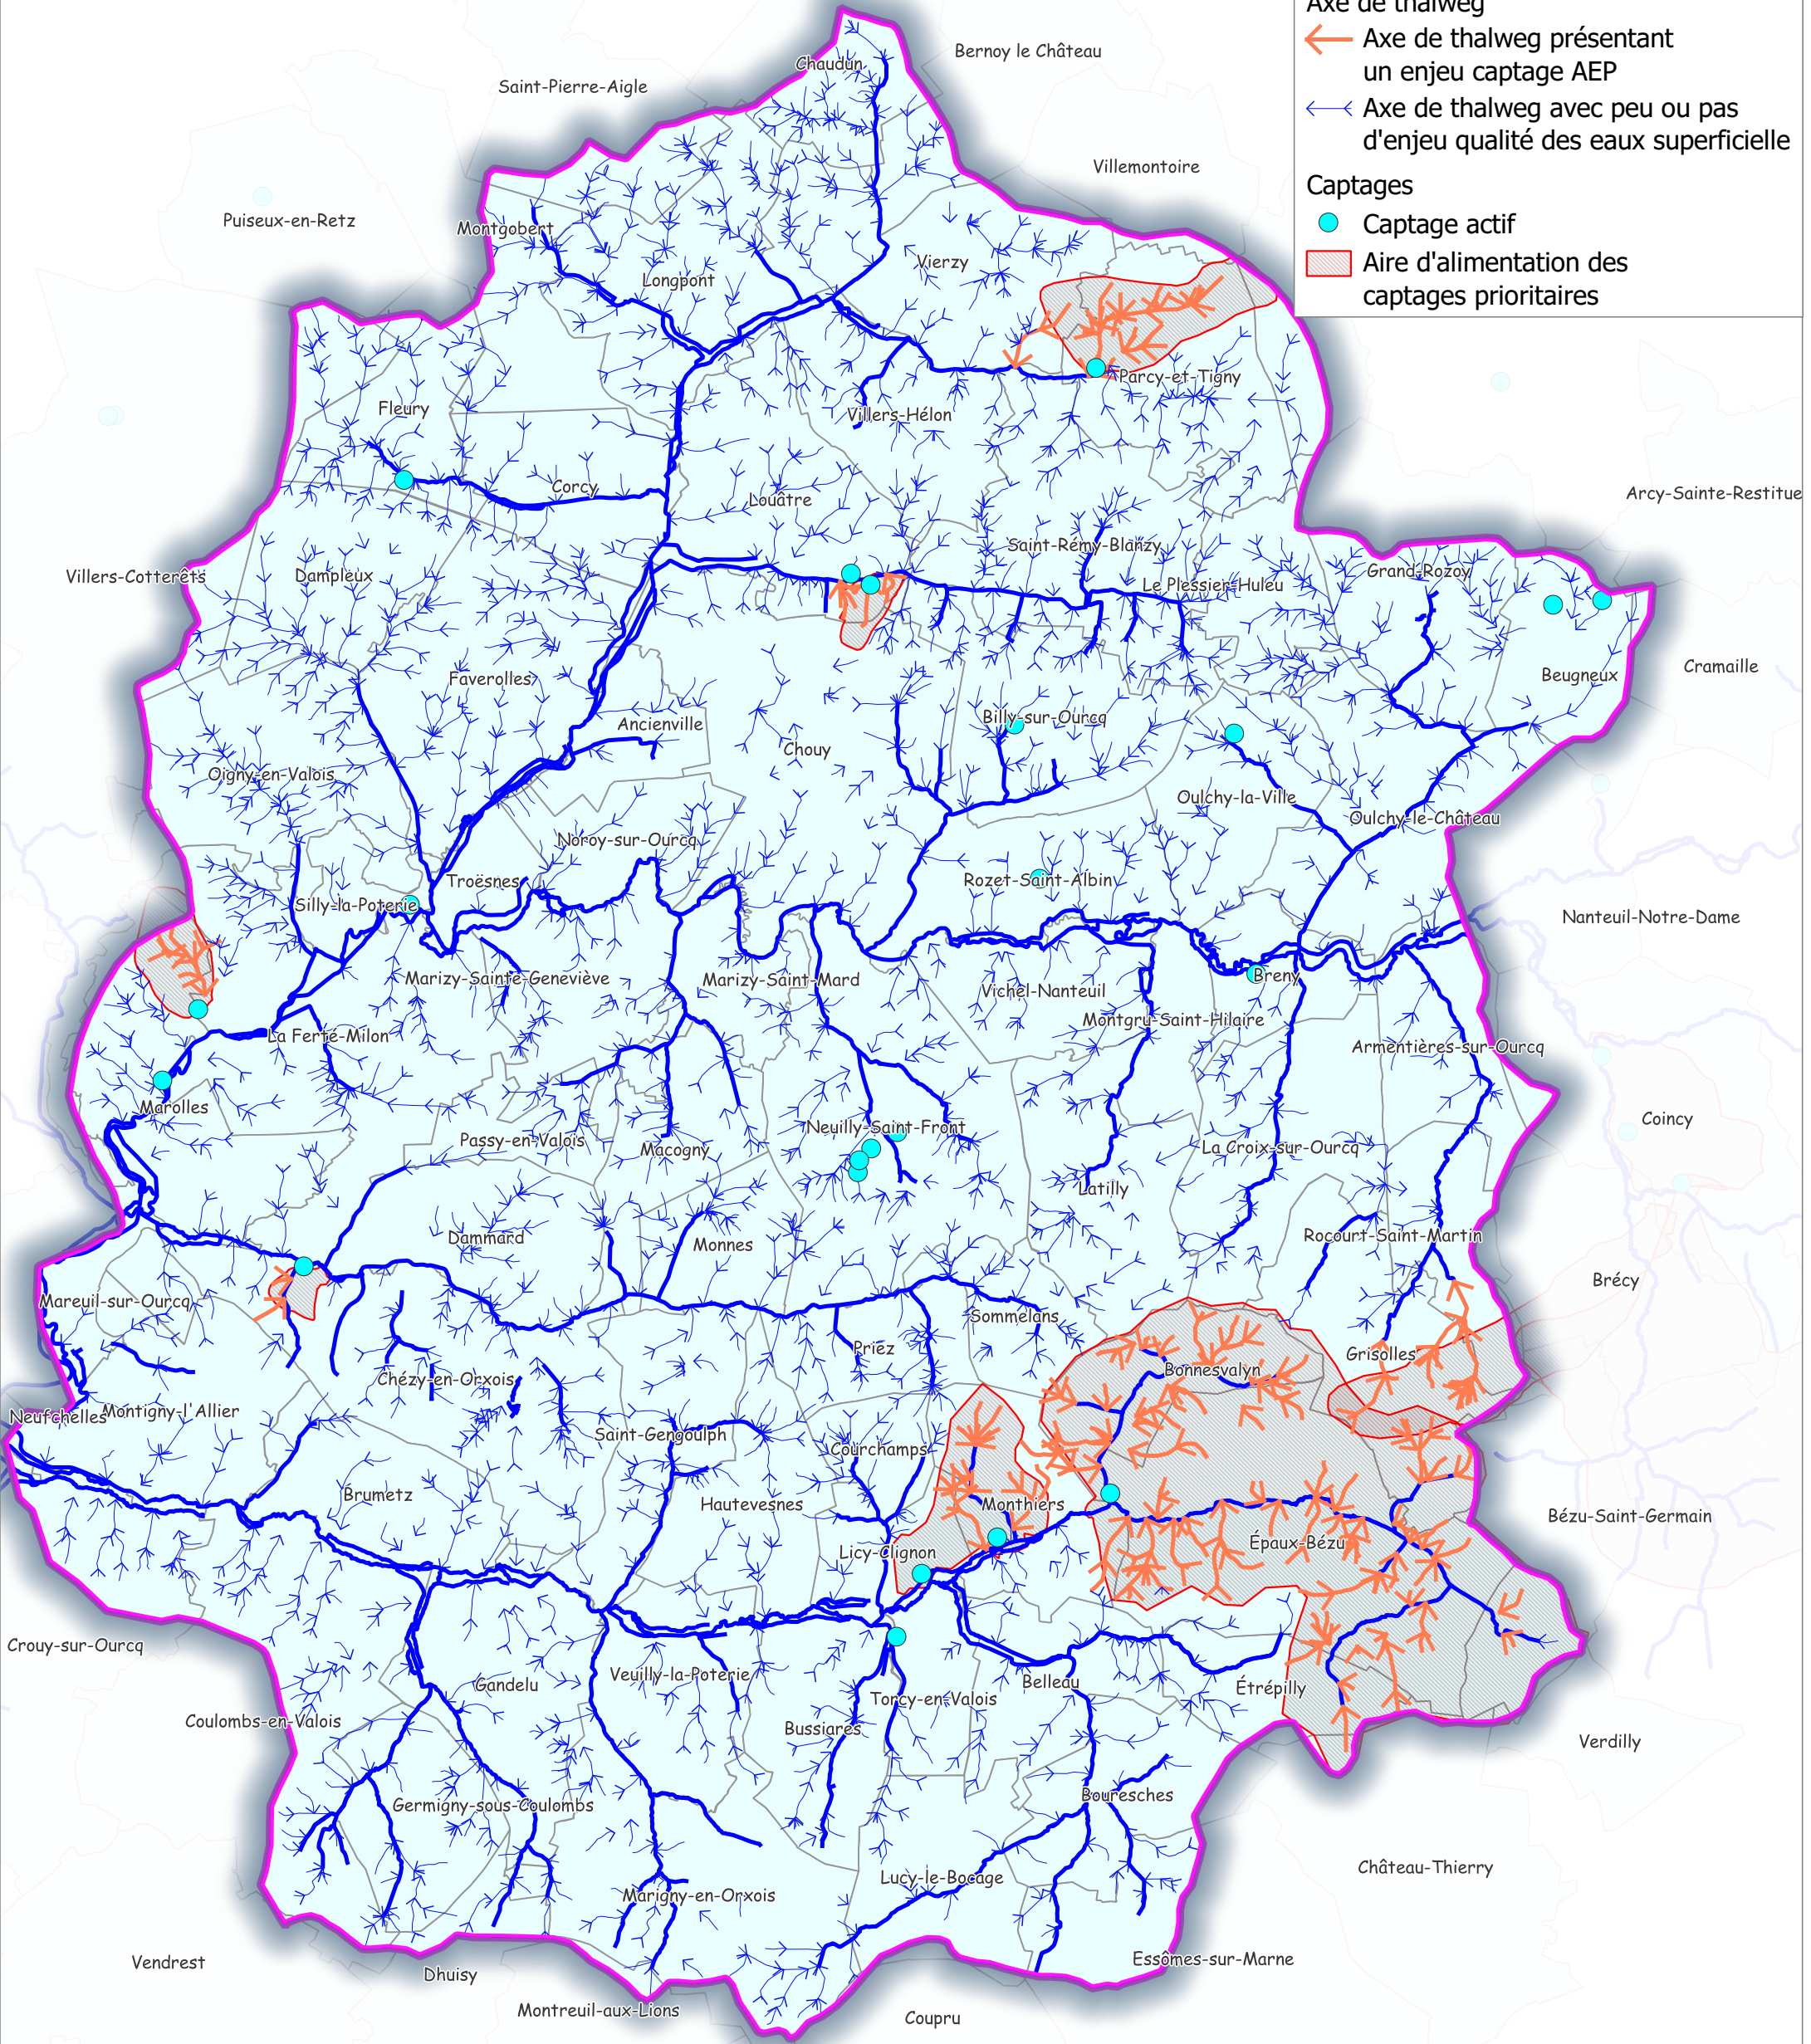 Axe de thalweg
Axe de thalweg présentant
un enjeu captage AEP
Axe de thalweg avec peu ou pas
d'enjeu qualité des eaux superficielle
Captages
Captage actif
Aire d'alimentation des
captages prioritaires
Bernoy le Château
Chaudun
Saint-Pierre-Aigle
Villemontoire
Puiseux-en-Retz
Montgobert
Vierzy
Longpont
Parcy-et-Tigny
Fleury
Villers-Hélon
Corcy
Louâtre
Arcy-Sainte-Restitue
Saint-Rémy-Blanzy
Grand-Rozoy
Villers-Cotterêts
Dampleux
Le Plessier-Huleu
Cramaille
Beugneux
Faverolles
Ancienville
Billy-sur-Ourcq
Chouy
Oigny-en-Valois
Oulchy-la-Ville
Oulchy-le-Château
Noroy-sur-Ourcq
Troësnes
Rozet-Saint-Albin
Silly-la-Poterie
Nanteuil-Notre-Dame
Marizy-Sainte-Geneviève
Marizy-Saint-Mard
Breny
Vichel-Nanteuil
Montgru-Saint-Hilaire
La Ferté-Milon
Armentières-sur-Ourcq
Marolles
Coincy
Neuilly-Saint-Front
Passy-en-Valois
Macogny
La Croix-sur-Ourcq
Latilly
Dammard
Monnes
Rocourt-Saint-Martin
Brécy
Mareuil-sur-Ourcq
Sommelans
Priez
Grisolles
Bonnesvalyn
Chézy-en-Orxois
Neufchelles
Montigny-l'Allier
Saint-Gengoulph
Courchamps
Brumetz
Hautevesnes
Monthiers
Bézu-Saint-Germain
Épaux-Bézu
Licy-Clignon
Crouy-sur-Ourcq
Veuilly-la-Poterie
Gandelu
Belleau
Étrépilly
Torcy-en-Valois
Coulombs-en-Valois
Bussiares
Verdilly
Bouresches
Germigny-sous-Coulombs
Château-Thierry
Lucy-le-Bocage
Marigny-en-Orxois
Vendrest
Essômes-sur-Marne
Dhuisy
Montreuil-aux-Lions
Coupru